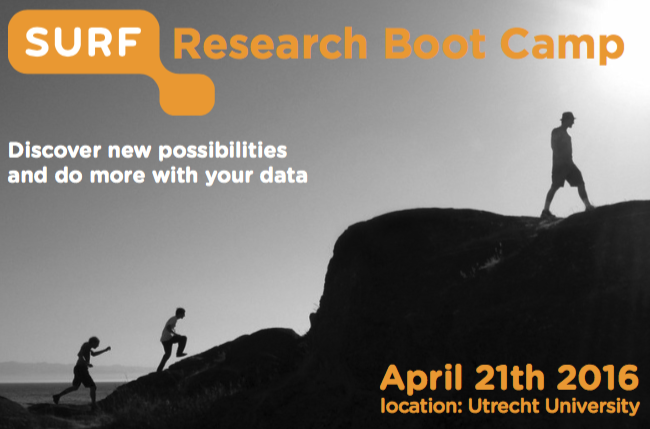 SURF Research Boot Camp
Discover new possibilities
and do more with your data
April 21th 2016
location: Utrecht University